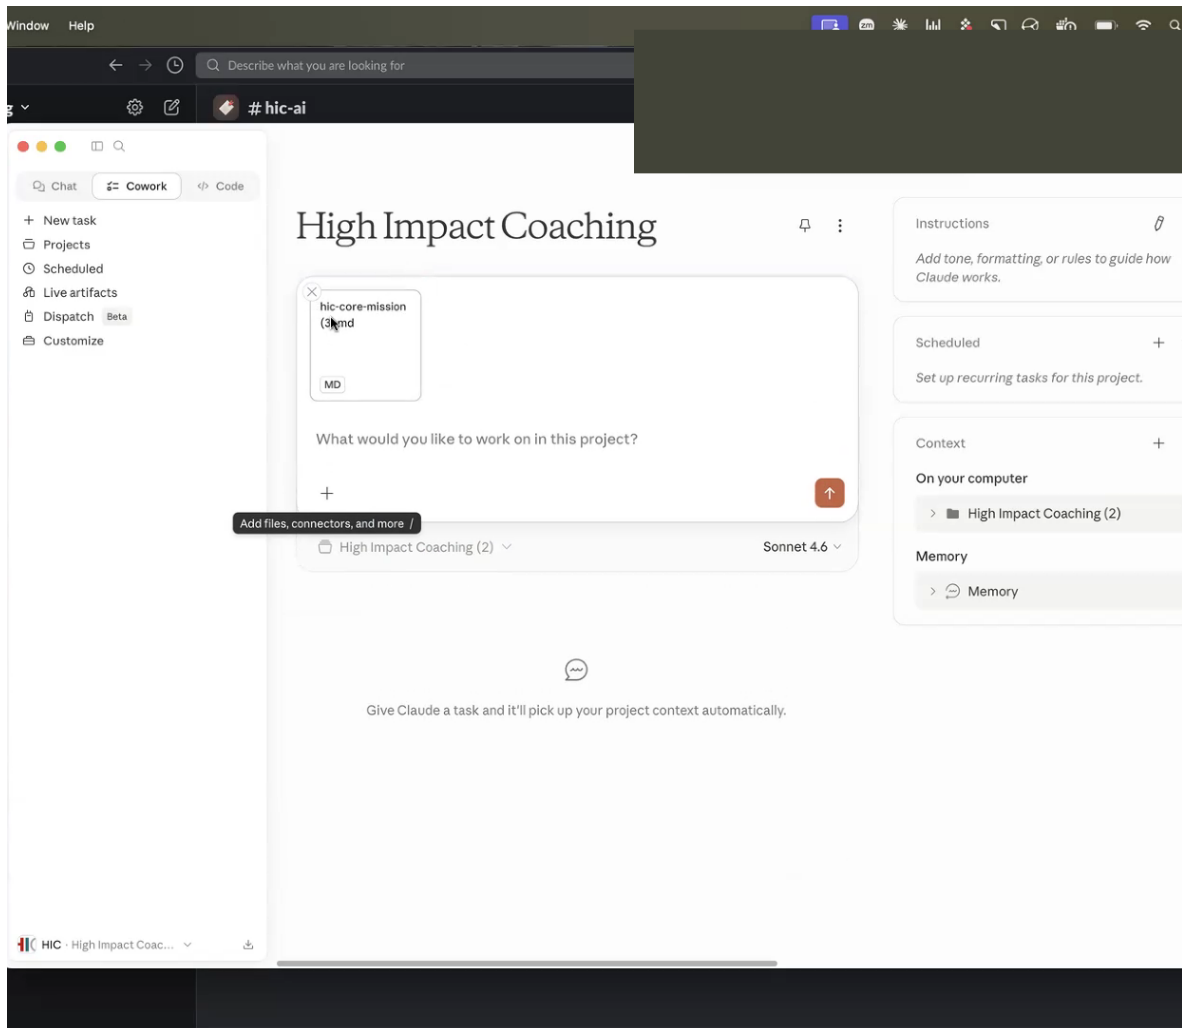 Window Help
zm
Describe what you are looking for
g
# hic-ai
Chat Cowork Code
New task
Projects
Scheduled
Live artifacts
Dispatch Beta
Customize
High Impact Coaching
hic-core-mission
(3).md
MD
What would you like to work on in this project?
Add files, connectors, and more /
High Impact Coaching (2)
Sonnet 4.6
Give Claude a task and it'll pick up your project context automatically.
Instructions
Add tone, formatting, or rules to guide how
Claude works.
Scheduled
Set up recurring tasks for this project.
Context
On your computer
High Impact Coaching (2)
Memory
Memory
HIC · High Impact Coac...